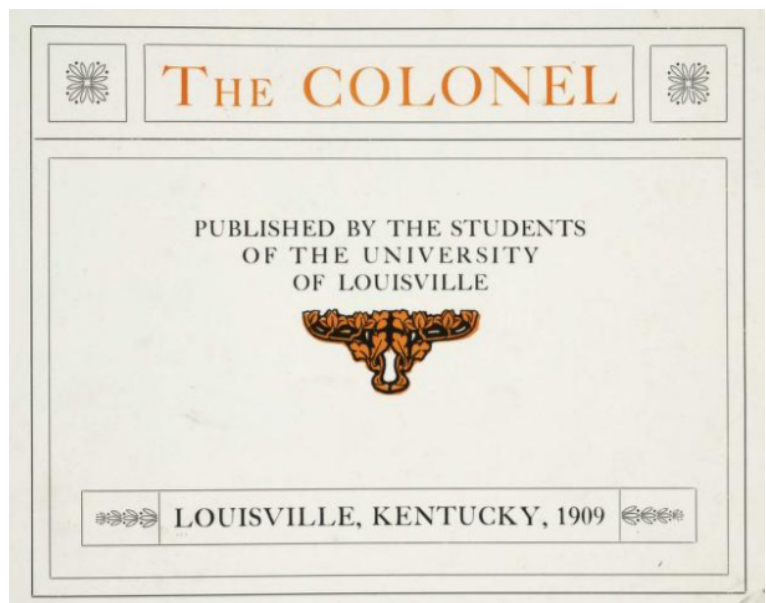 The COLONEL
PUBLISHED BY THE STUDENTS
OF THE UNIVERSITY
OF LOUISVILLE
LOUISVILLE, KENTUCKY, 1909